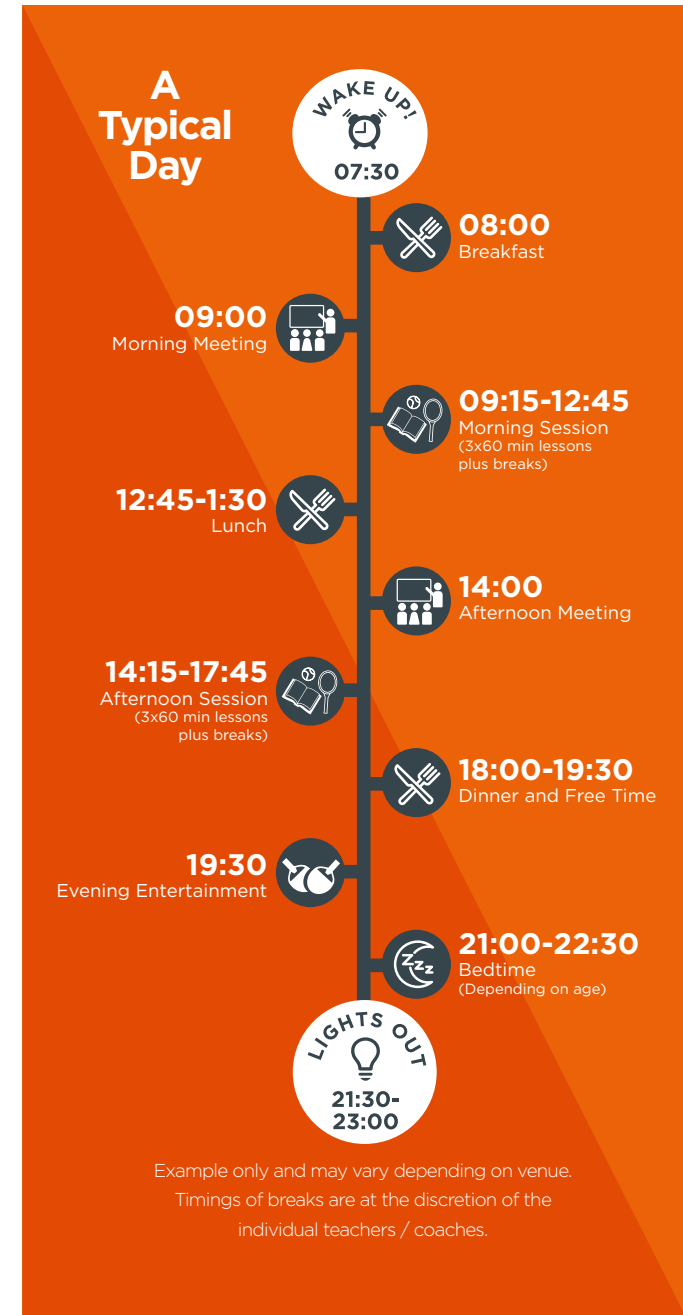 A
Typical
Day
WAKE UP!
07:30
08:00
Breakfast
09:00
Morning Meeting
09:15-12:45
Morning Session
(3x60 min lessons
plus breaks)
12:45-1:30
Lunch
14:00
Afternoon Meeting
14:15-17:45
Afternoon Session
(3x60 min lessons
plus breaks)
18:00-19:30
Dinner and Free Time
19:30
Evening Entertainment
21:00-22:30
Bedtime
(Depending on age)
ZZZ
LIGHTS OUT
21:30-
23:00
Example only and may vary depending on venue.
Timings of breaks are at the discretion of the
individual teachers / coaches.